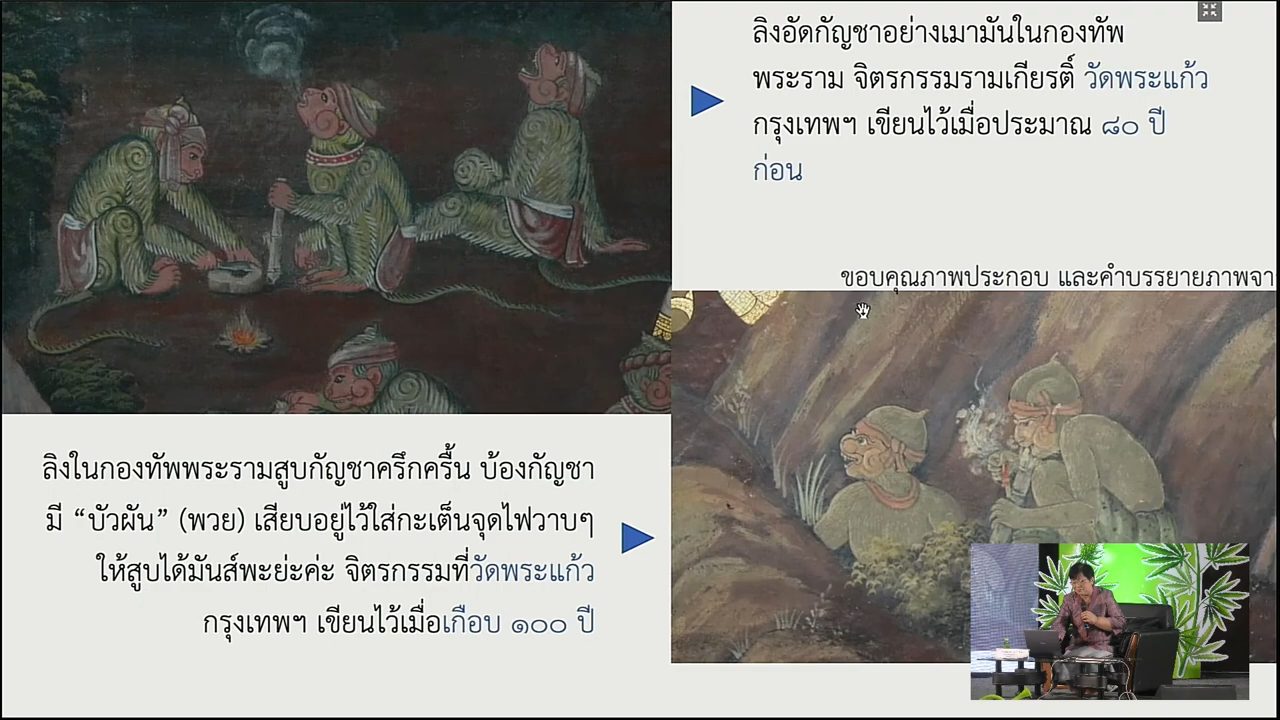 ลิงอัดกัญชาอย่างเมามันในกองทัพ
พระราม จิตรกรรมรามเกียรติ์ วัดพระแก้ว
กรุงเทพฯ เขียนไว้เมื่อประมาณ ๘๐ ปี
ก่อน
ขอบคุณภาพประกอบ และคำบรรยายภาพจา
ลิงในกองทัพพระรามสูบกัญชาครึกครื้น บ้องกัญชา
มี “บัวผัน” (พวย) เสียบอยู่ไว้ใส่กะเต็นจุดไฟวาบๆ
ให้สูบได้มันส์พะย่ะค่ะ จิตรกรรมที่วัดพระแก้ว
กรุงเทพฯ เขียนไว้เมื่อเกือบ ๑๐๐ ปี